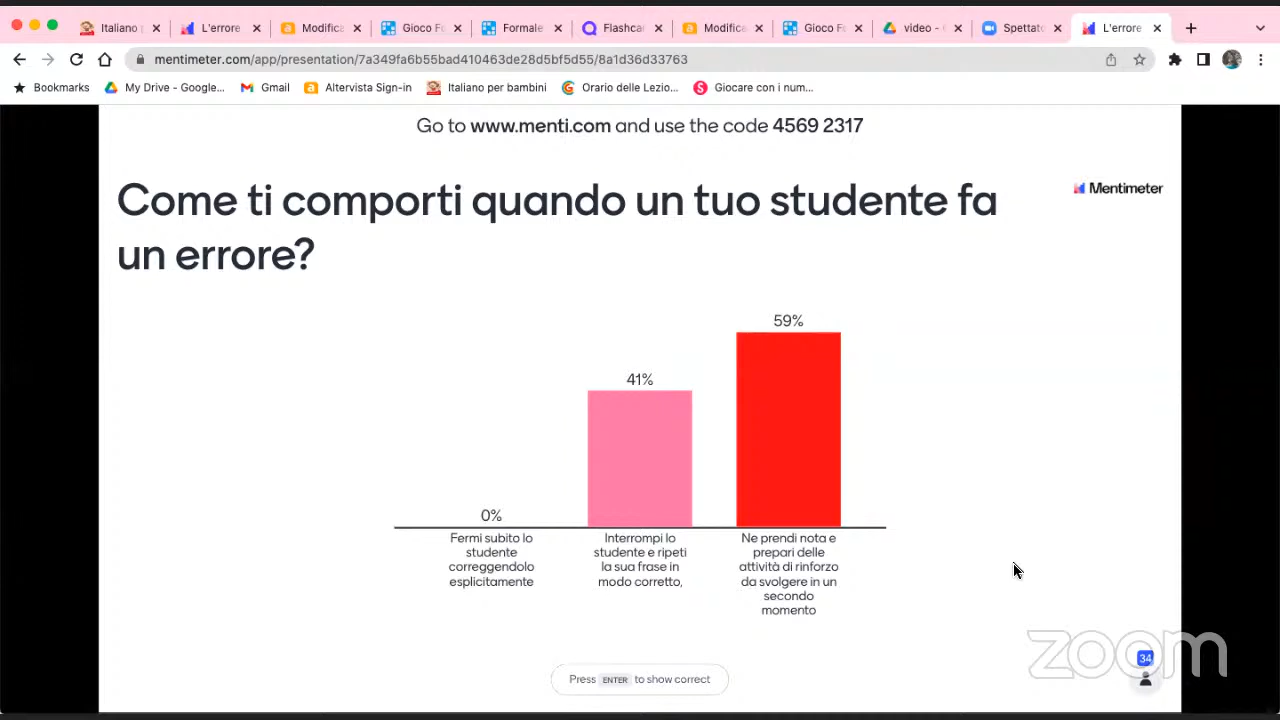 Italiano p
L'errore
Modifica
Gioco Fo
Formale
Flashcar
Modifica
Gioco Fo
video - G
Spettato
L'errore
mentimeter.com/app/presentation/7a349fa6b55bad410463de28d5bf5d55/8a1d36d33763
Bookmarks
My Drive - Google...
Gmail
Altervista Sign-in
Italiano per bambini
Orario delle Lezio...
Giocare con i num...
Go to www.menti.com and use the code 4569 2317
Mentimeter
Come ti comporti quando un tuo studente fa
un errore?
0%
41%
59%
Fermi subito lo
studente
correggendolo
esplicitamente
Interrompi lo
studente e ripeti
la sua frase in
modo corretto,
Ne prendi nota e
prepari delle
attività di rinforzo
da svolgere in un
secondo
momento
Press ENTER to show correct
34
zoom